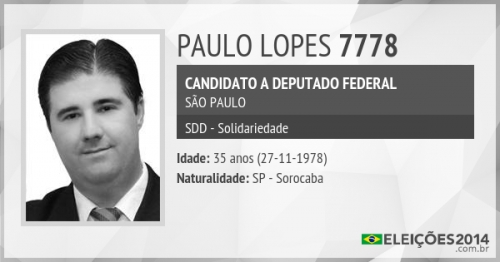 PAULO LOPES 7778
CANDIDATO A DEPUTADO FEDERAL
SÃO PAULO
SDD - Solidariedade
Idade: 35 anos (27-11-1978)
Naturalidade: SP - Sorocaba
ELEIÇÕES2014
.com.br